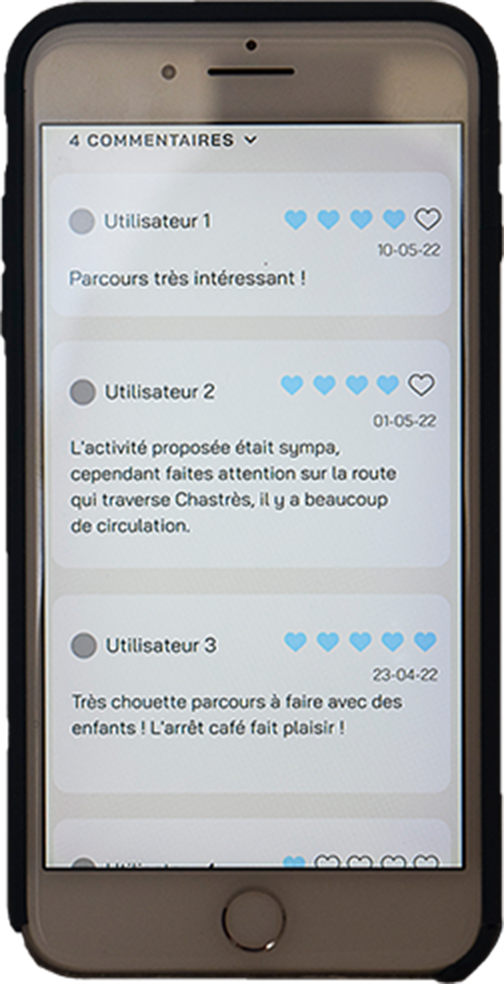 4 COMMENTAIRES
Utilisateur 1
10-05-22
Parcours très intéressant !
Utilisateur 2
01-05-22
L'activité proposée était sympa,
cependant faites attention sur la route
qui traverse Chastrès, il y a beaucoup
de circulation.
Utilisateur 3
23-04-22
Très chouette parcours à faire avec des
enfants ! L'arrêt café fait plaisir !